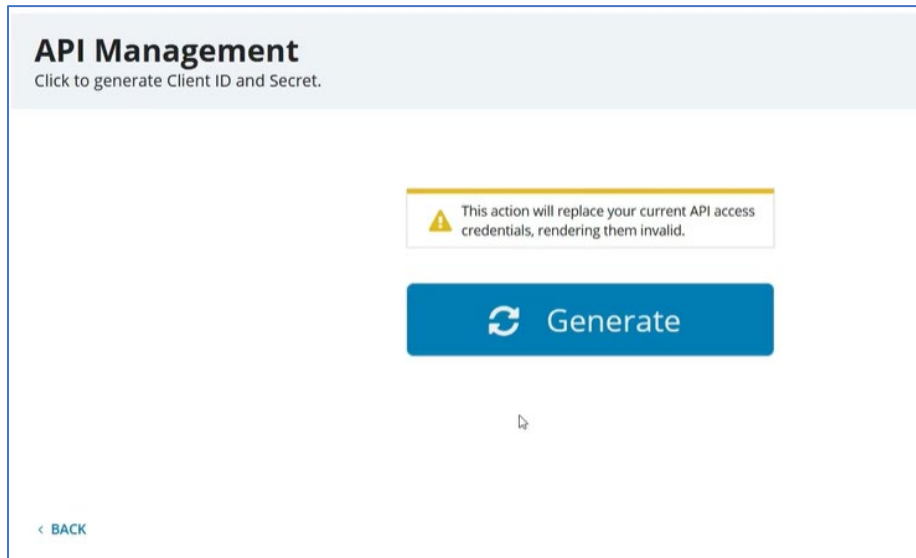 API Management
Click to generate Client ID and Secret.
This action will replace your current API access
credentials, rendering them invalid.
Generate
< BACK